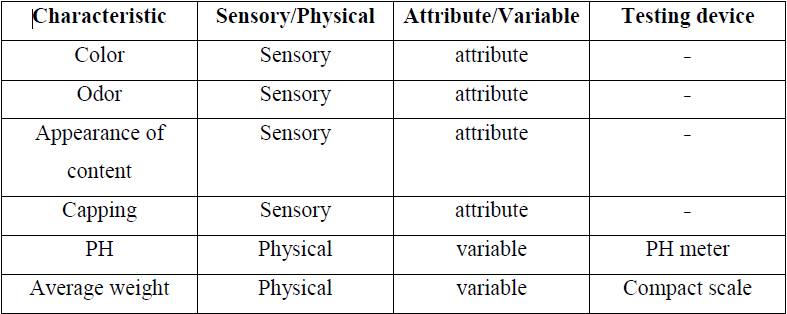 Characteristic Sensory/Physical Attribute/Variable Testing device
Color Sensory attribute -
Odor Sensory attribute -
Appearance of Sensory attribute -
content
Capping Sensory attribute -
PH Physical variable PH meter
Average weight Physical variable Compact scale